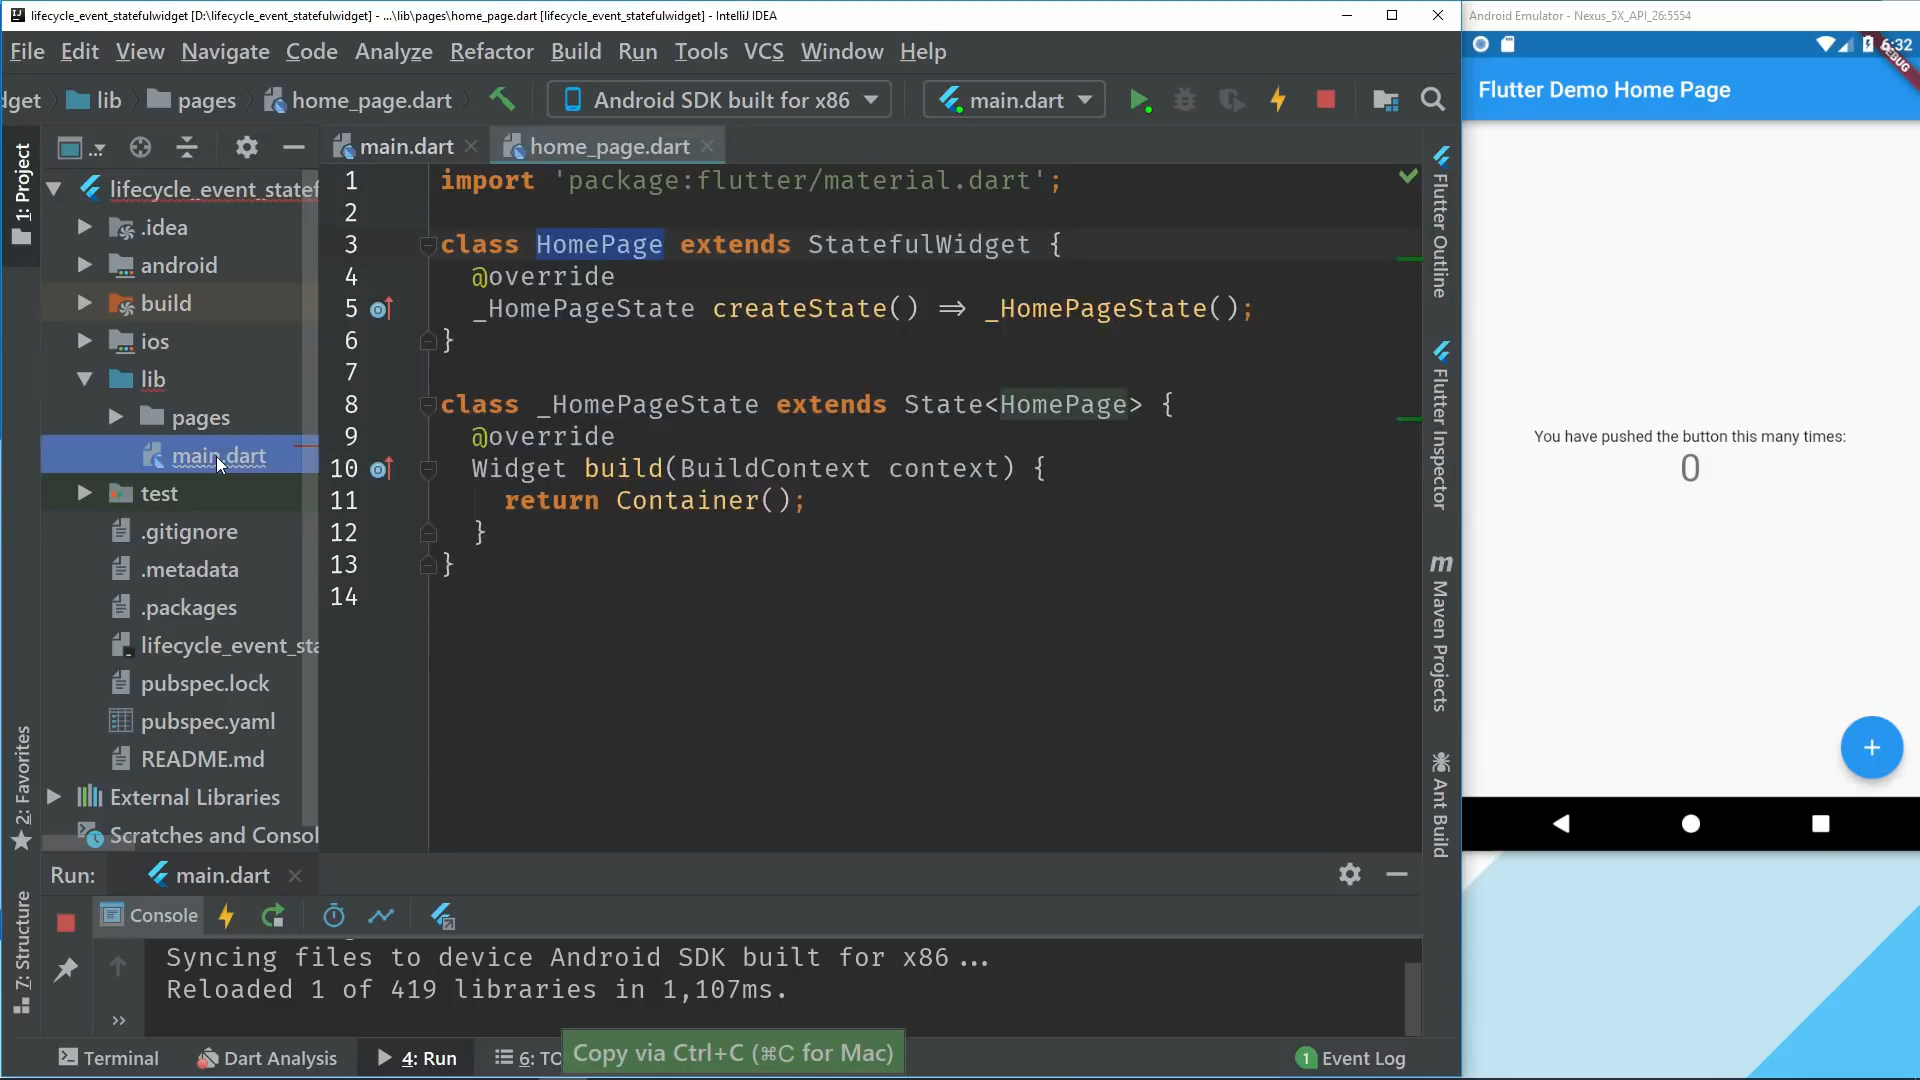 lifecycle_event_statefulwidget [D:\lifecycle_event_statefulwidget] - ...\lib\pages\home_page.dart [lifecycle_event_statefulwidget] - IntelliJ IDEA
File Edit View Navigate Code Analyze Refactor Build Run Tools VCS Window Help
dget lib pages home_page.dart Android SDK built for x86 main.dart
1: Project
lifecycle_event_statef
.idea
android
build
ios
lib
pages
main.dart
test
.gitignore
.metadata
.packages
lifecycle_event_sta
pubspec.lock
pubspec.yaml
README.md
External Libraries
Scratches and Consol
2: Favorites
7: Structure
main.dart home_page.dart
1 import 'package:flutter/material.dart';
2
3 class HomePage extends StatefulWidget {
4 @override
5 _HomePageState createState() => _HomePageState();
6 }
7
8 class _HomePageState extends State<HomePage> {
9 @override
10 Widget build(BuildContext context) {
11 return Container();
12 }
13 }
14
Flutter Outline
Flutter Inspector
m Maven Projects
Ant Build
Run: main.dart
Console
Syncing files to device Android SDK built for x86...
Reloaded 1 of 419 libraries in 1,107ms.
Terminal Dart Analysis 4: Run 6: TO Copy via Ctrl+C (⌘C for Mac) 1 Event Log
Android Emulator - Nexus_5X_API_26:5554
6:32
DEBUG
Flutter Demo Home Page
You have pushed the button this many times:
0
+